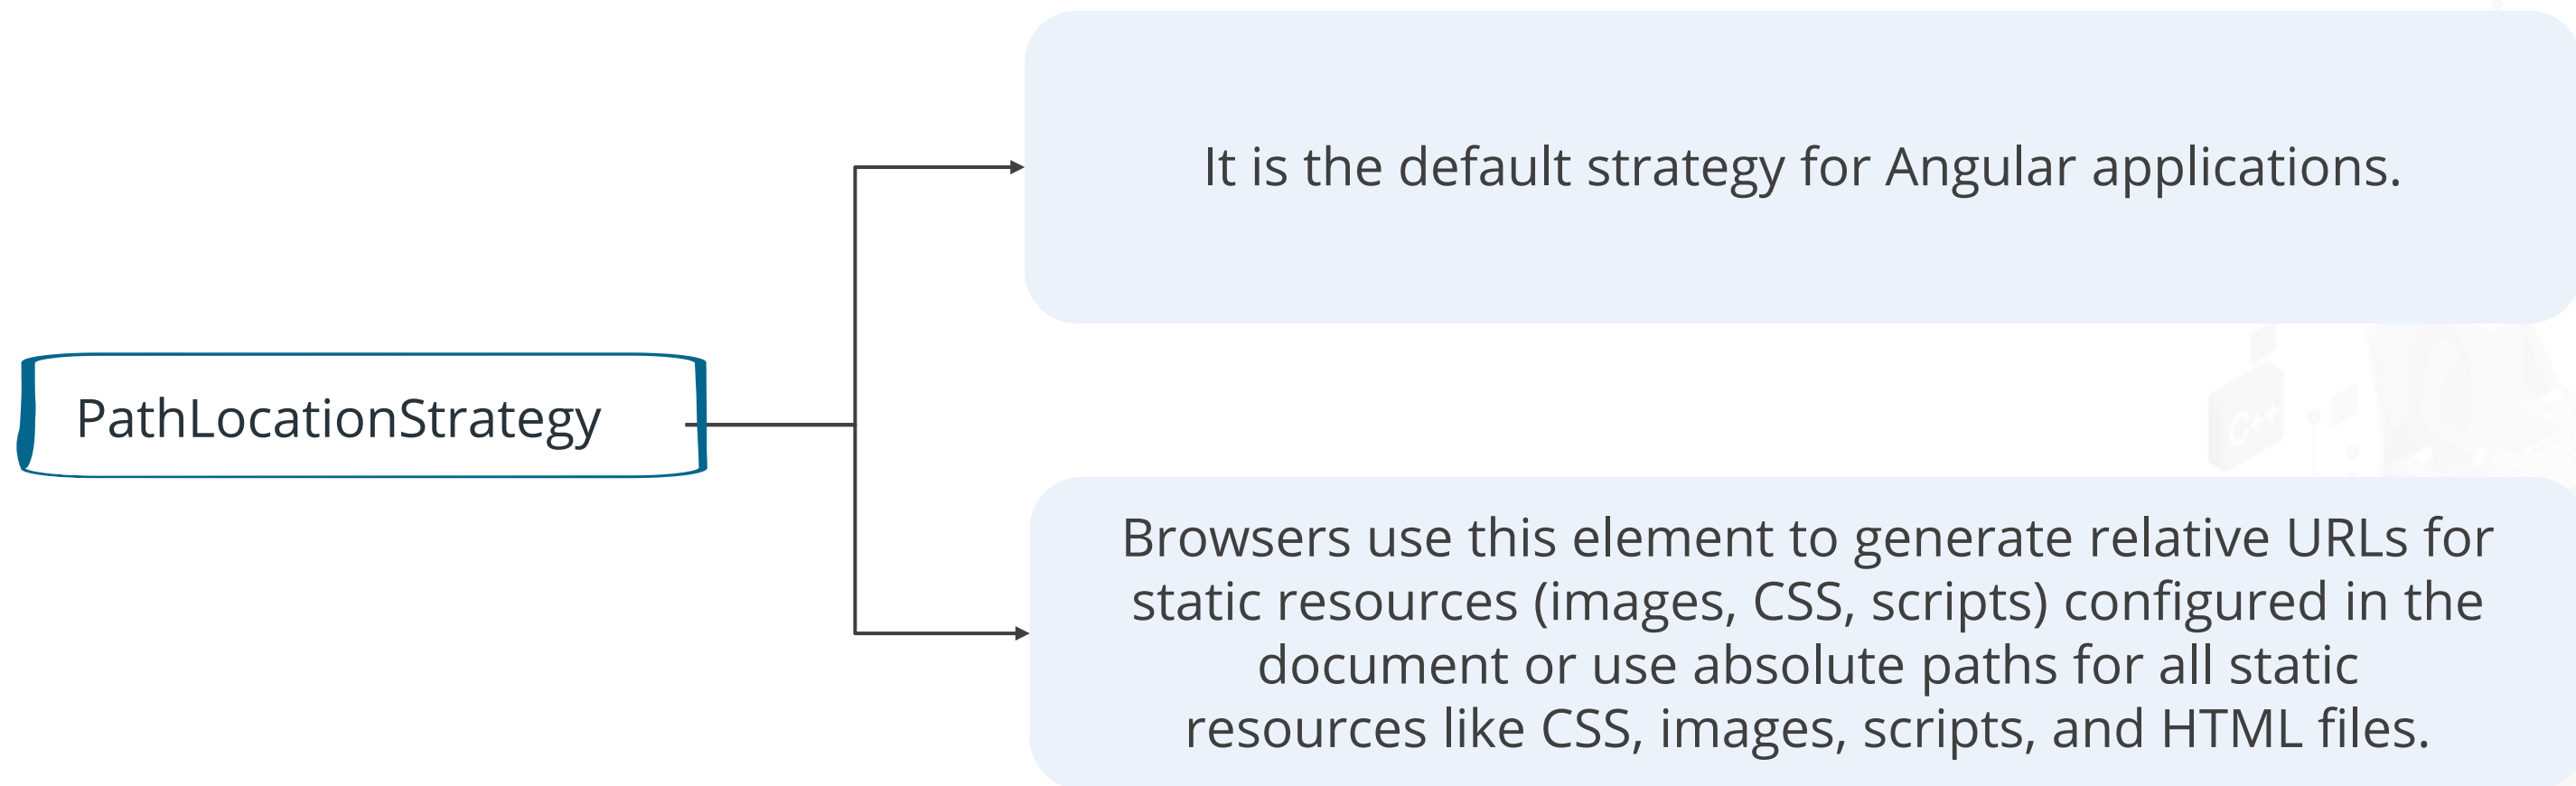 It is the default strategy for Angular applications.
PathLocationStrategy
Browsers use this element to generate relative URLs for
static resources (images, CSS, scripts) configured in the
document or use absolute paths for all static
resources like CSS, images, scripts, and HTML files.
C++